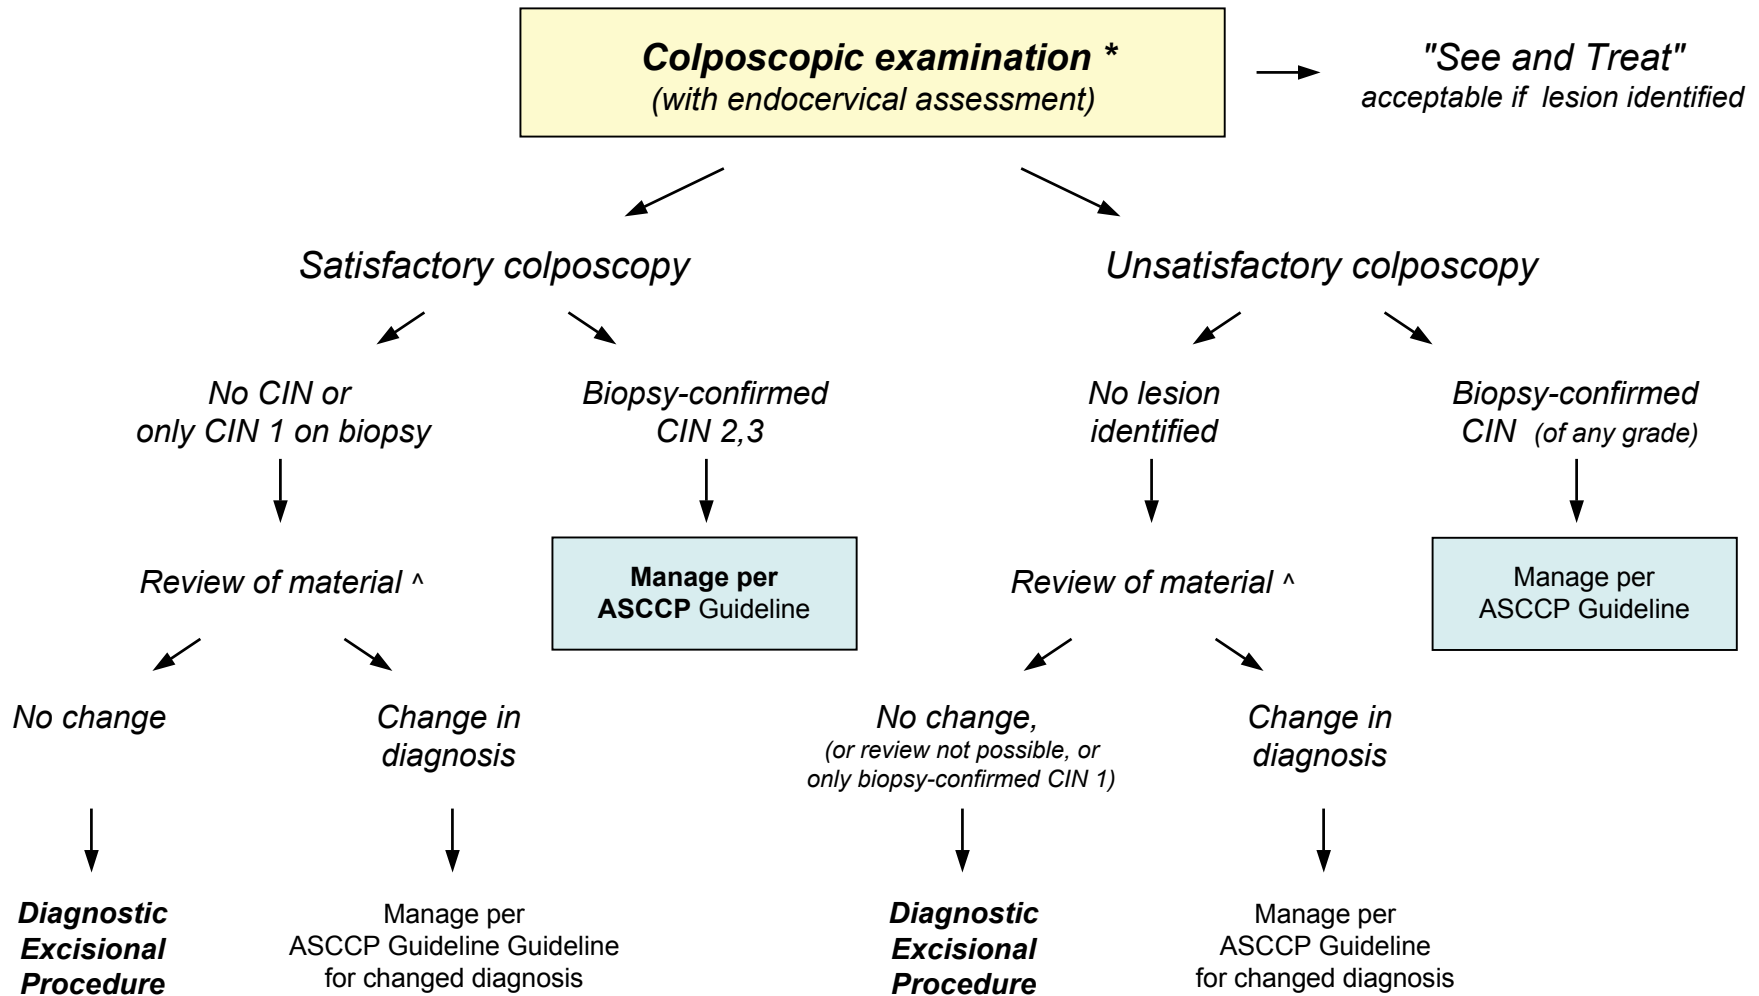 Colposcopic examination *
(with endocervical assessment)
"See and Treat"
acceptable if lesion identified
Satisfactory colposcopy
Unsatisfactory colposcopy
No CIN or
only CIN 1 on biopsy
Biopsy-confirmed
CIN 2,3
No lesion
identified
Biopsy-confirmed
CIN (of any grade)
Review of material ^
Manage per
ASCCP Guideline
Review of material ^
Manage per
ASCCP Guideline
No change
Change in
diagnosis
No change,
(or review not possible, or
only biopsy-confirmed CIN 1)
Change in
diagnosis
Diagnostic
Excisional
Procedure
Manage per
ASCCP Guideline Guideline
for changed diagnosis
Diagnostic
Excisional
Procedure
Manage per
ASCCP Guideline
for changed diagnosis